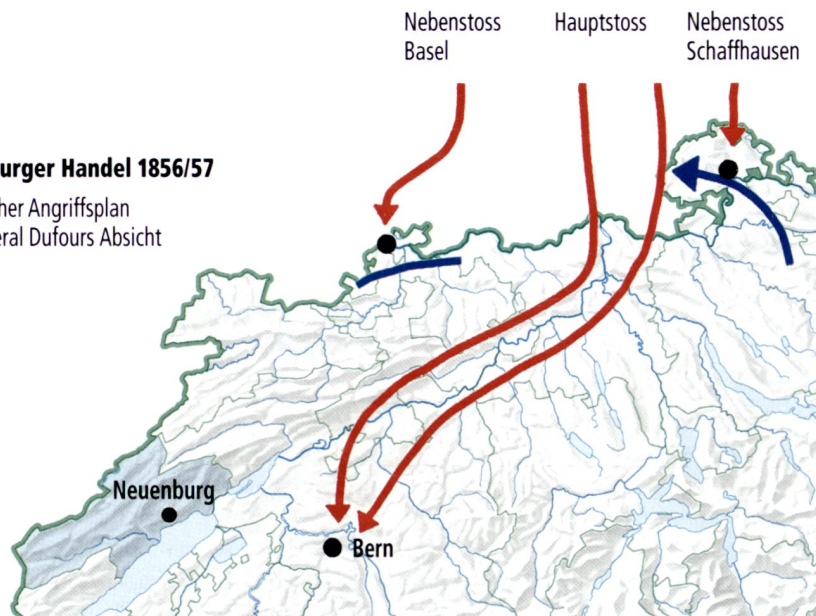 Nebenstoss
Basel
Hauptstoss
Nebenstoss
Schaffhausen
urger Handel 1856/57
her Angriffsplan
eral Dufours Absicht
Neuenburg
Bern